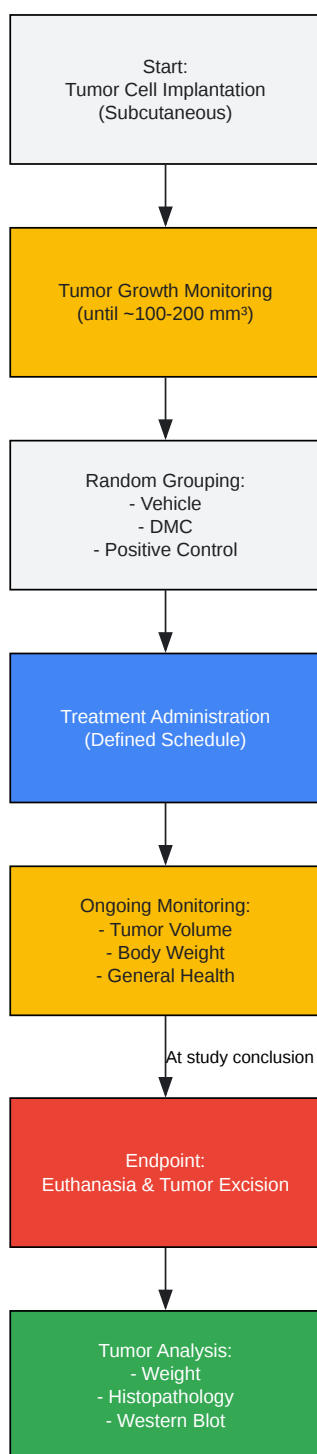 Start:
Tumor Cell Implantation
(Subcutaneous)
Tumor Growth Monitoring
(until ~100-200 mm³)
Random Grouping:
- Vehicle
- DMC
- Positive Control
Treatment Administration
(Defined Schedule)
Ongoing Monitoring:
- Tumor Volume
- Body Weight
- General Health
At study conclusion
Endpoint:
Euthanasia & Tumor Excision
Tumor Analysis:
- Weight
- Histopathology
- Western Blot